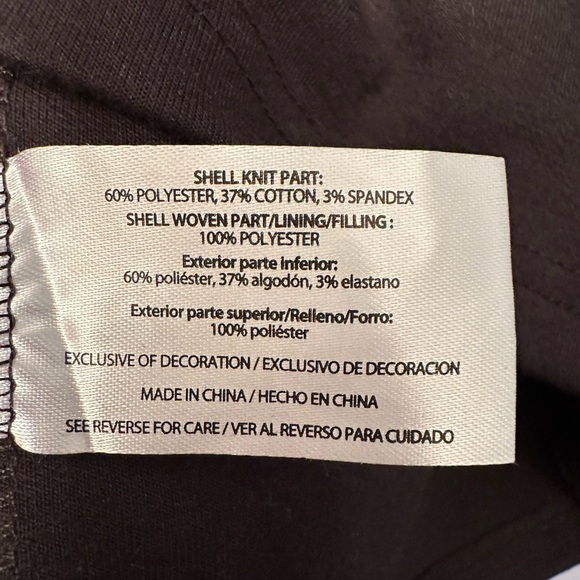 SHELL KNIT PART:
60% POLYESTER, 37% COTTON, 3% SPANDEX
SHELL WOVEN PART/LINING/FILLING :
100% POLYESTER
Exterior parte inferior:
60% poliéster, 37% algodón, 3% elastano
Exterior parte superior/Relleno/Forro:
100% poliéster
EXCLUSIVE OF DECORATION / EXCLUSIVO DE DECORACION
MADE IN CHINA / HECHO EN CHINA
SEE REVERSE FOR CARE / VER AL REVERSO PARA CUIDADO